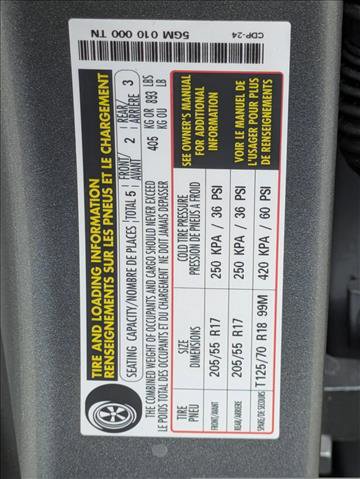 CDP-24
5GM 010 000 TN
TIRE AND LOADING INFORMATION
RENSEIGNEMENTS SUR LES PNEUS ET LE CHARGEMENT
SEATING CAPACITY/NOMBRE DE PLACES TOTAL 5 FRONT/AVANT 2 REAR/ARRIÈRE 3
THE COMBINED WEIGHT OF OCCUPANTS AND CARGO SHOULD NEVER EXCEED 405 KG OR 893 LBS
LE POIDS TOTAL DES OCCUPANTS ET DU CHARGEMENT NE DOIT JAMAIS DÉPASSER KG OU LB
TIRE SIZE COLD TIRE PRESSURE
PNEU DIMENSIONS PRESSION DE PNEUS A FROID
FRONT/AVANT 205/55 R17 250 KPA / 36 PSI
REAR/ARRIERE 205/55 R17 250 KPA / 36 PSI
SPARE/DE SECOURS T125/70 R18 99M 420 KPA / 60 PSI
SEE OWNER'S MANUAL
FOR ADDITIONAL
INFORMATION
VOIR LE MANUEL DE
L'USAGER POUR PLUS
DE RENSEIGNEMENTS